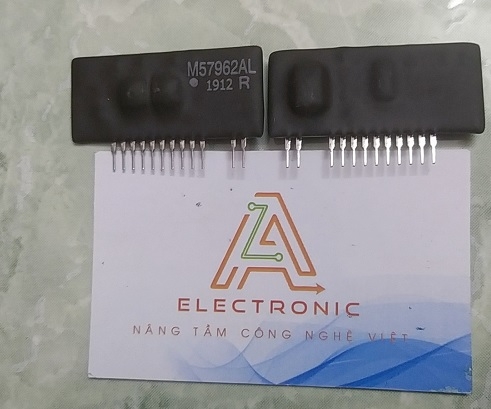 M57962AL
1912 R
ELECTRONIC
NÂNG TẦM CÔNG NGHỆ VIỆT